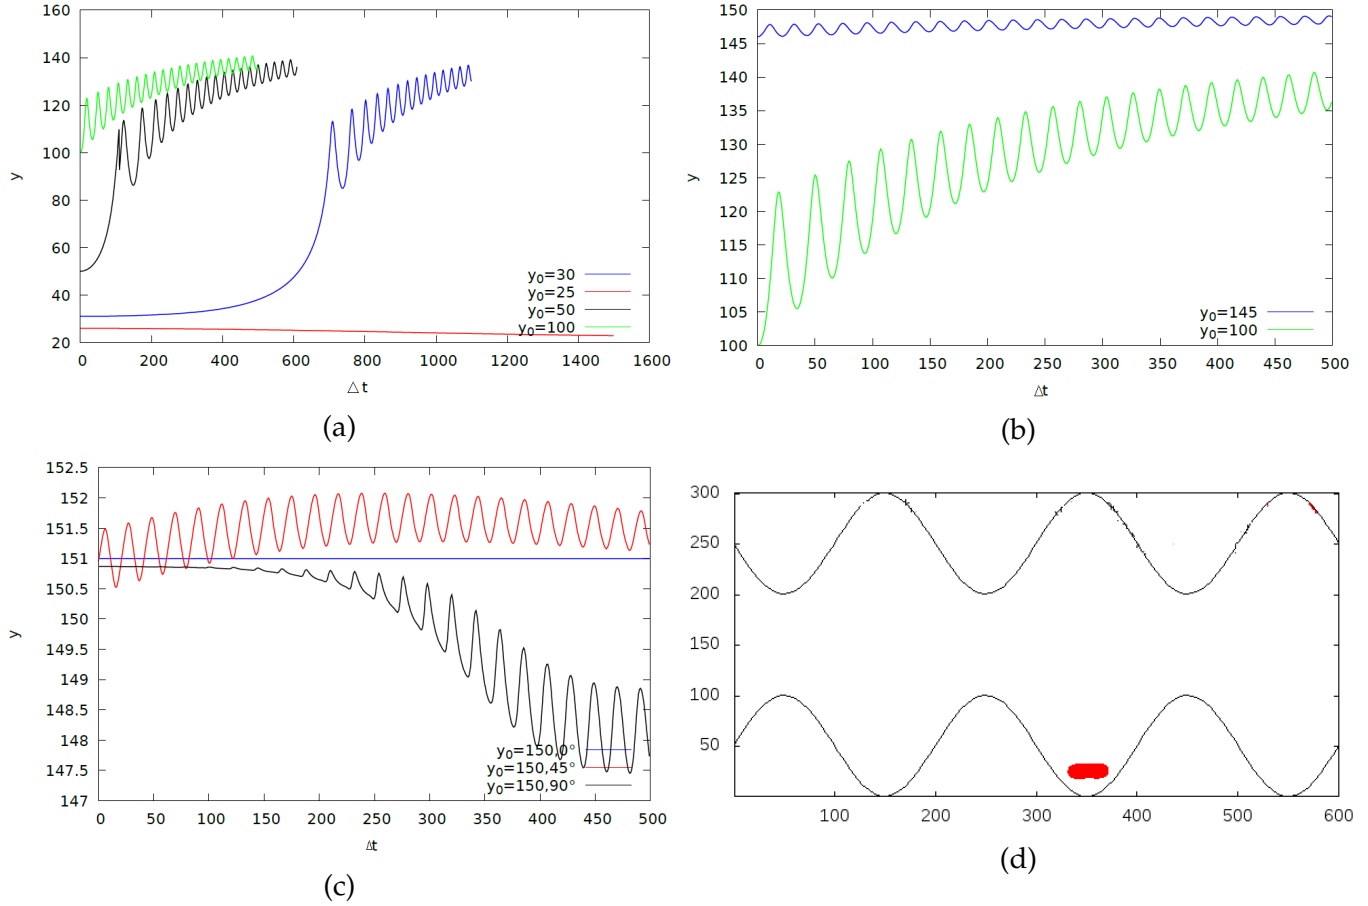 160
140
120
100
80
60
40
20
y
0 200 400 600 800 1000 1200 1400 1600
Δ t
y0=30
y0=25
y0=50
y0=100
(a)
150
145
140
135
130
125
120
115
110
105
100
y
0 50 100 150 200 250 300 350 400 450 500
Δt
y0=145
y0=100
(b)
152.5
152
151.5
151
150.5
150
149.5
149
148.5
148
147.5
147
y
0 50 100 150 200 250 300 350 400 450 500
Δt
y0=150,0°
y0=150,45°
y0=150,90°
(c)
300
250
200
150
100
50
100 200 300 400 500 600
(d)